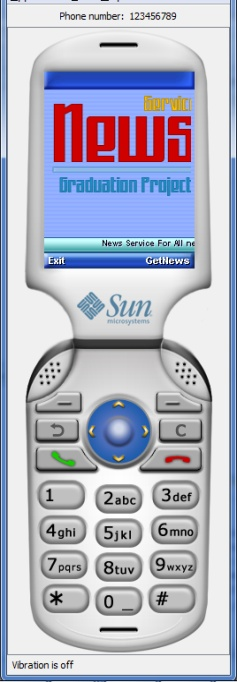 Phone number: 123456789
Servic
News
Graduation Project
News Service For All ne
Exit GetNews
Sun
microsystems
C
1 2abc 3def
4ghi 5jkl 6mno
7pqrs 8tuv 9wxyz
* 0 _ #
Vibration is off